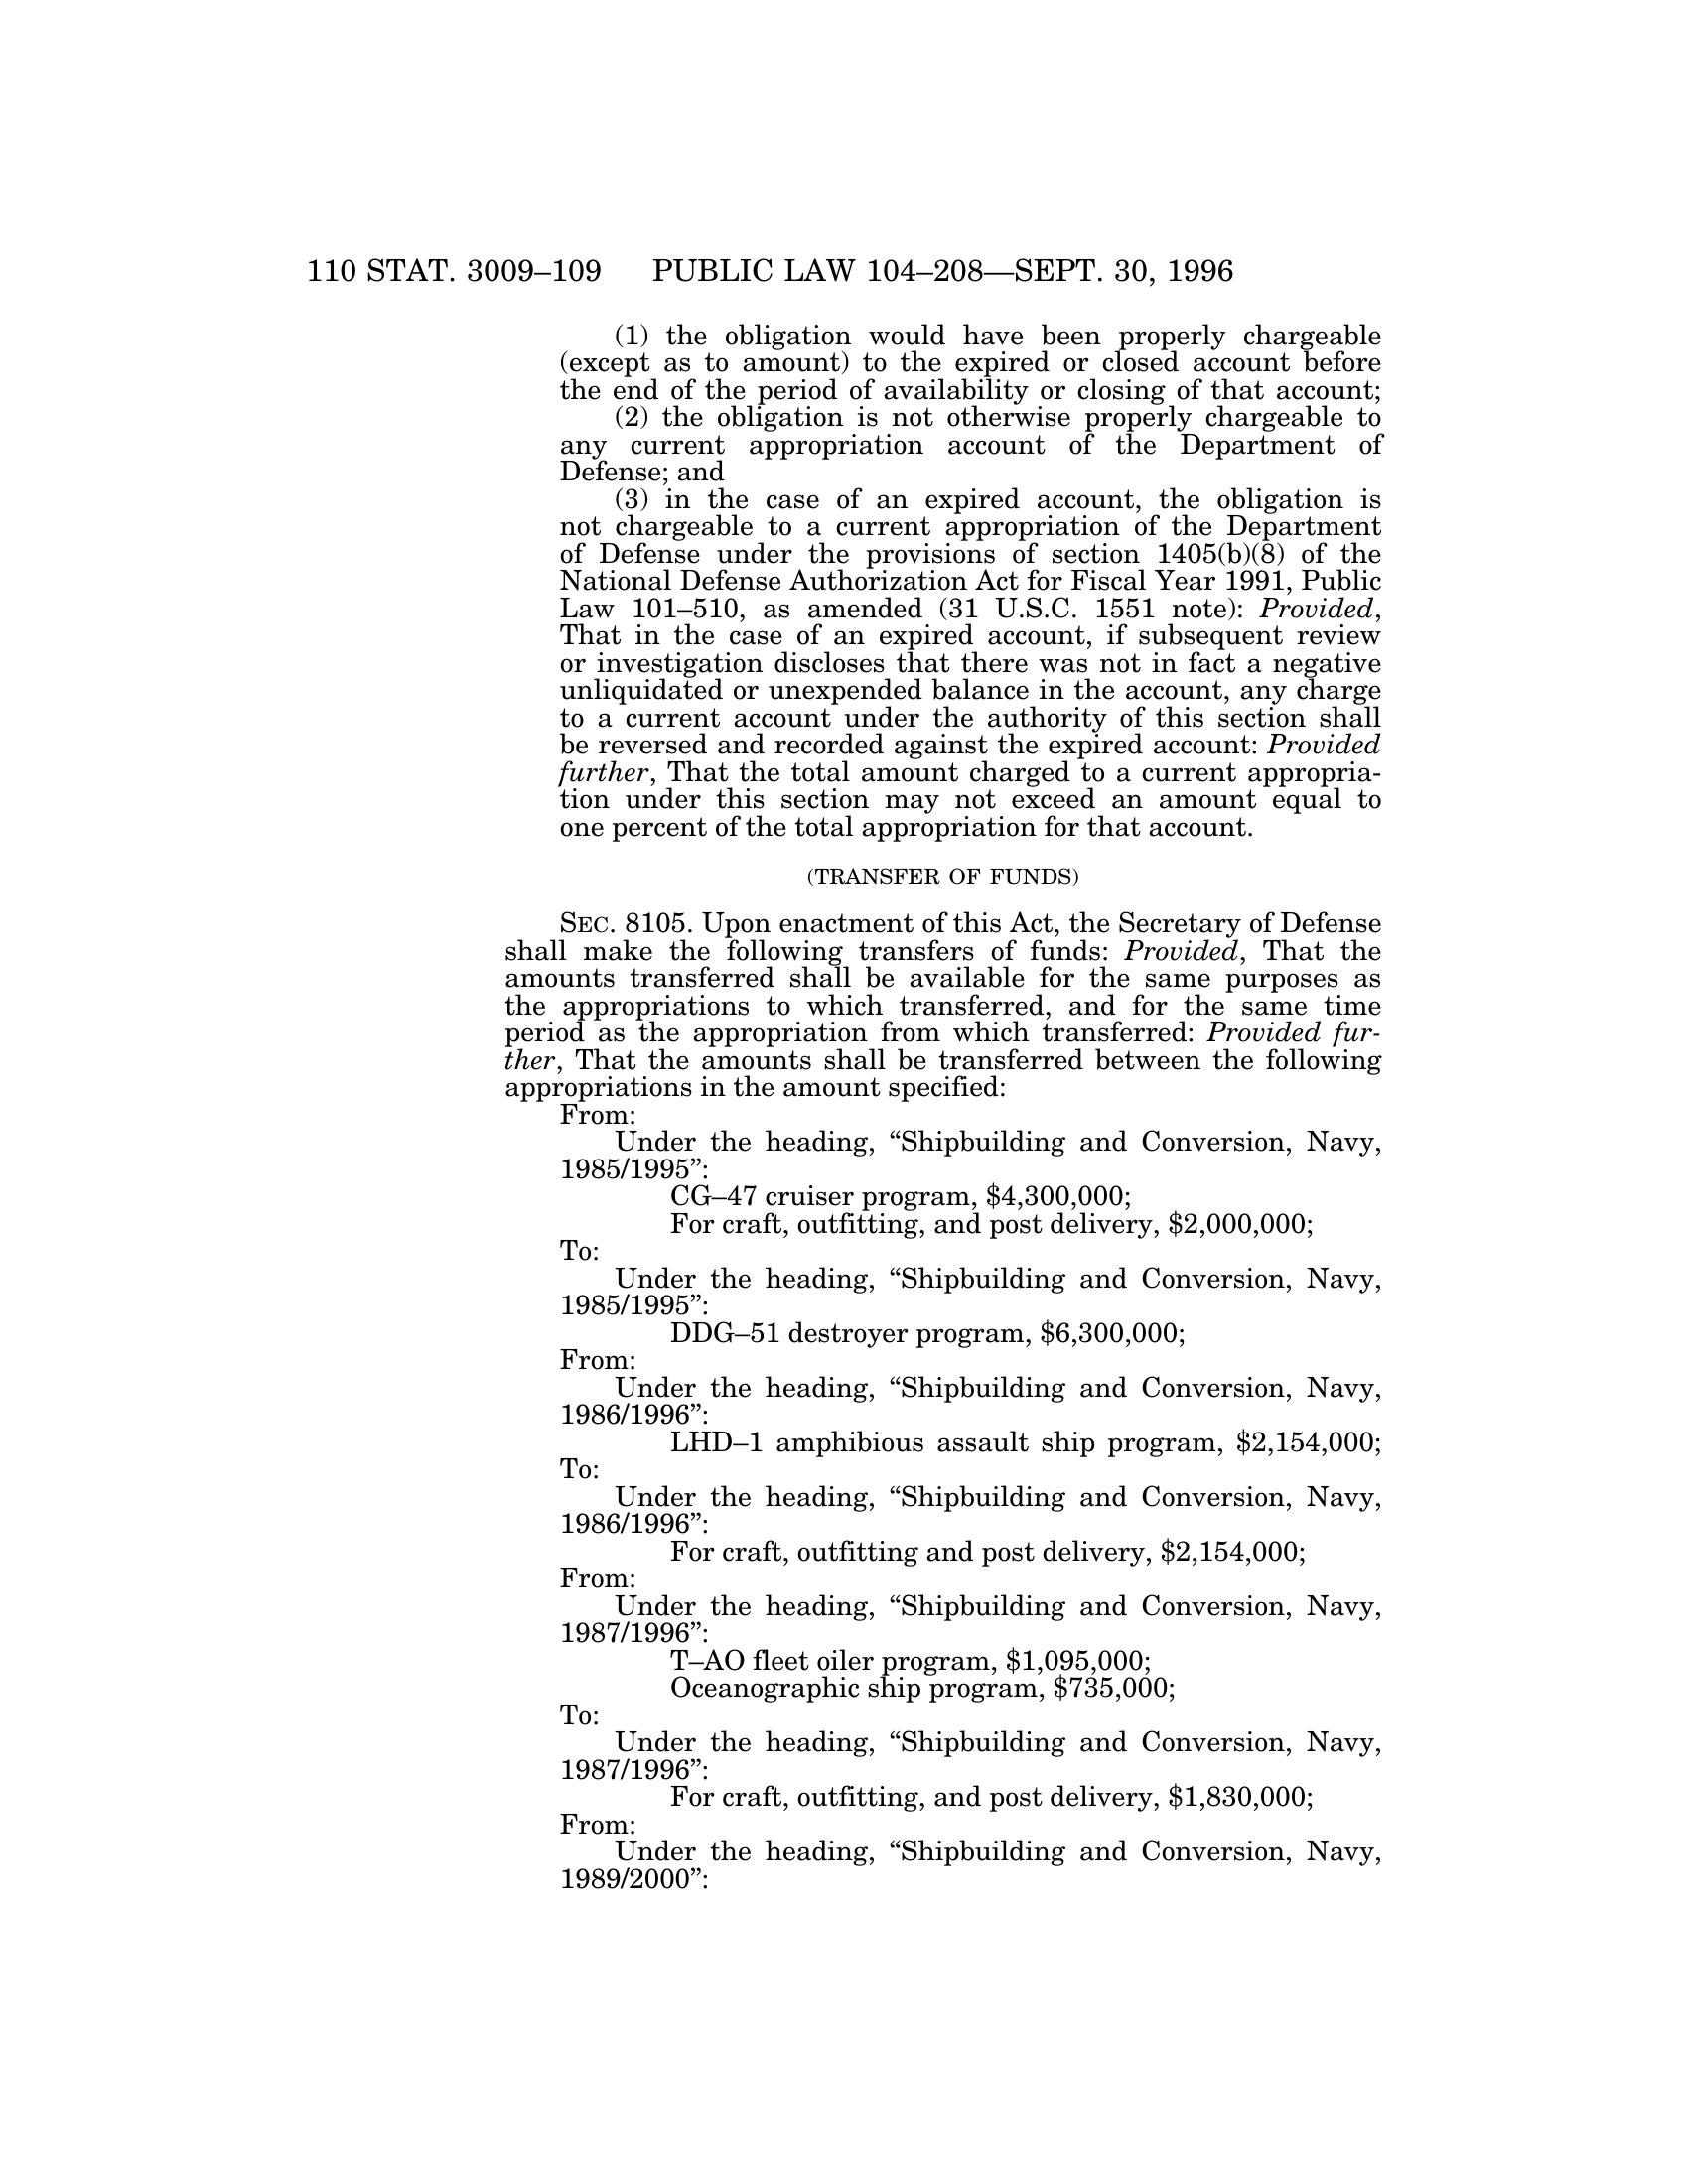 110 STAT. 3009–109 PUBLIC LAW 104–208—SEPT. 30, 1996
(1) the obligation would have been properly chargeable
(except as to amount) to the expired or closed account before
the end of the period of availability or closing of that account;
(2) the obligation is not otherwise properly chargeable to
any current appropriation account of the Department of
Defense; and
(3) in the case of an expired account, the obligation is
not chargeable to a current appropriation of the Department
of Defense under the provisions of section 1405(b)(8) of the
National Defense Authorization Act for Fiscal Year 1991, Public
Law 101–510, as amended (31 U.S.C. 1551 note): Provided,
That in the case of an expired account, if subsequent review
or investigation discloses that there was not in fact a negative
unliquidated or unexpended balance in the account, any charge
to a current account under the authority of this section shall
be reversed and recorded against the expired account: Provided
further, That the total amount charged to a current appropria-
tion under this section may not exceed an amount equal to
one percent of the total appropriation for that account.
(TRANSFER OF FUNDS)
SEC. 8105. Upon enactment of this Act, the Secretary of Defense
shall make the following transfers of funds: Provided, That the
amounts transferred shall be available for the same purposes as
the appropriations to which transferred, and for the same time
period as the appropriation from which transferred: Provided fur-
ther, That the amounts shall be transferred between the following
appropriations in the amount specified:
From:
Under the heading, “Shipbuilding and Conversion, Navy,
1985/1995”:
CG–47 cruiser program, $4,300,000;
For craft, outfitting, and post delivery, $2,000,000;
To:
Under the heading, “Shipbuilding and Conversion, Navy,
1985/1995”:
DDG–51 destroyer program, $6,300,000;
From:
Under the heading, “Shipbuilding and Conversion, Navy,
1986/1996”:
LHD–1 amphibious assault ship program, $2,154,000;
To:
Under the heading, “Shipbuilding and Conversion, Navy,
1986/1996”:
For craft, outfitting and post delivery, $2,154,000;
From:
Under the heading, “Shipbuilding and Conversion, Navy,
1987/1996”:
T–AO fleet oiler program, $1,095,000;
Oceanographic ship program, $735,000;
To:
Under the heading, “Shipbuilding and Conversion, Navy,
1987/1996”:
For craft, outfitting, and post delivery, $1,830,000;
From:
Under the heading, “Shipbuilding and Conversion, Navy,
1989/2000”: